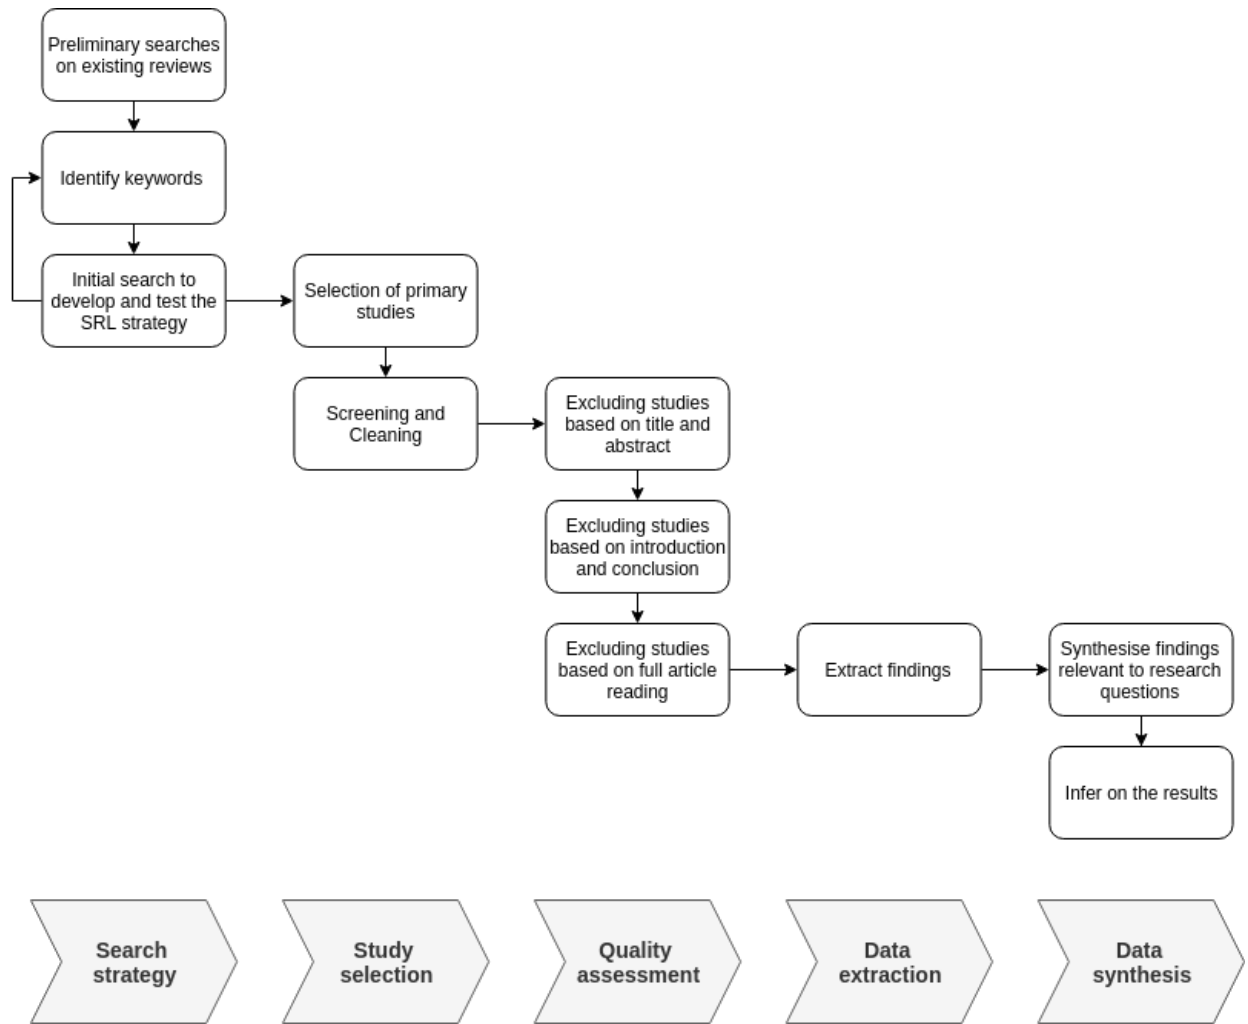 Preliminary searches
on existing reviews
Identify keywords
Initial search to
develop and test the
SRL strategy
Selection of primary
studies
Screening and
Cleaning
Excluding studies
based on title and
abstract
Excluding studies
based on introduction
and conclusion
Excluding studies
based on full article
reading
Extract findings
Synthesise findings
relevant to research
questions
Infer on the results
Search
strategy
Study
selection
Quality
assessment
Data
extraction
Data
synthesis